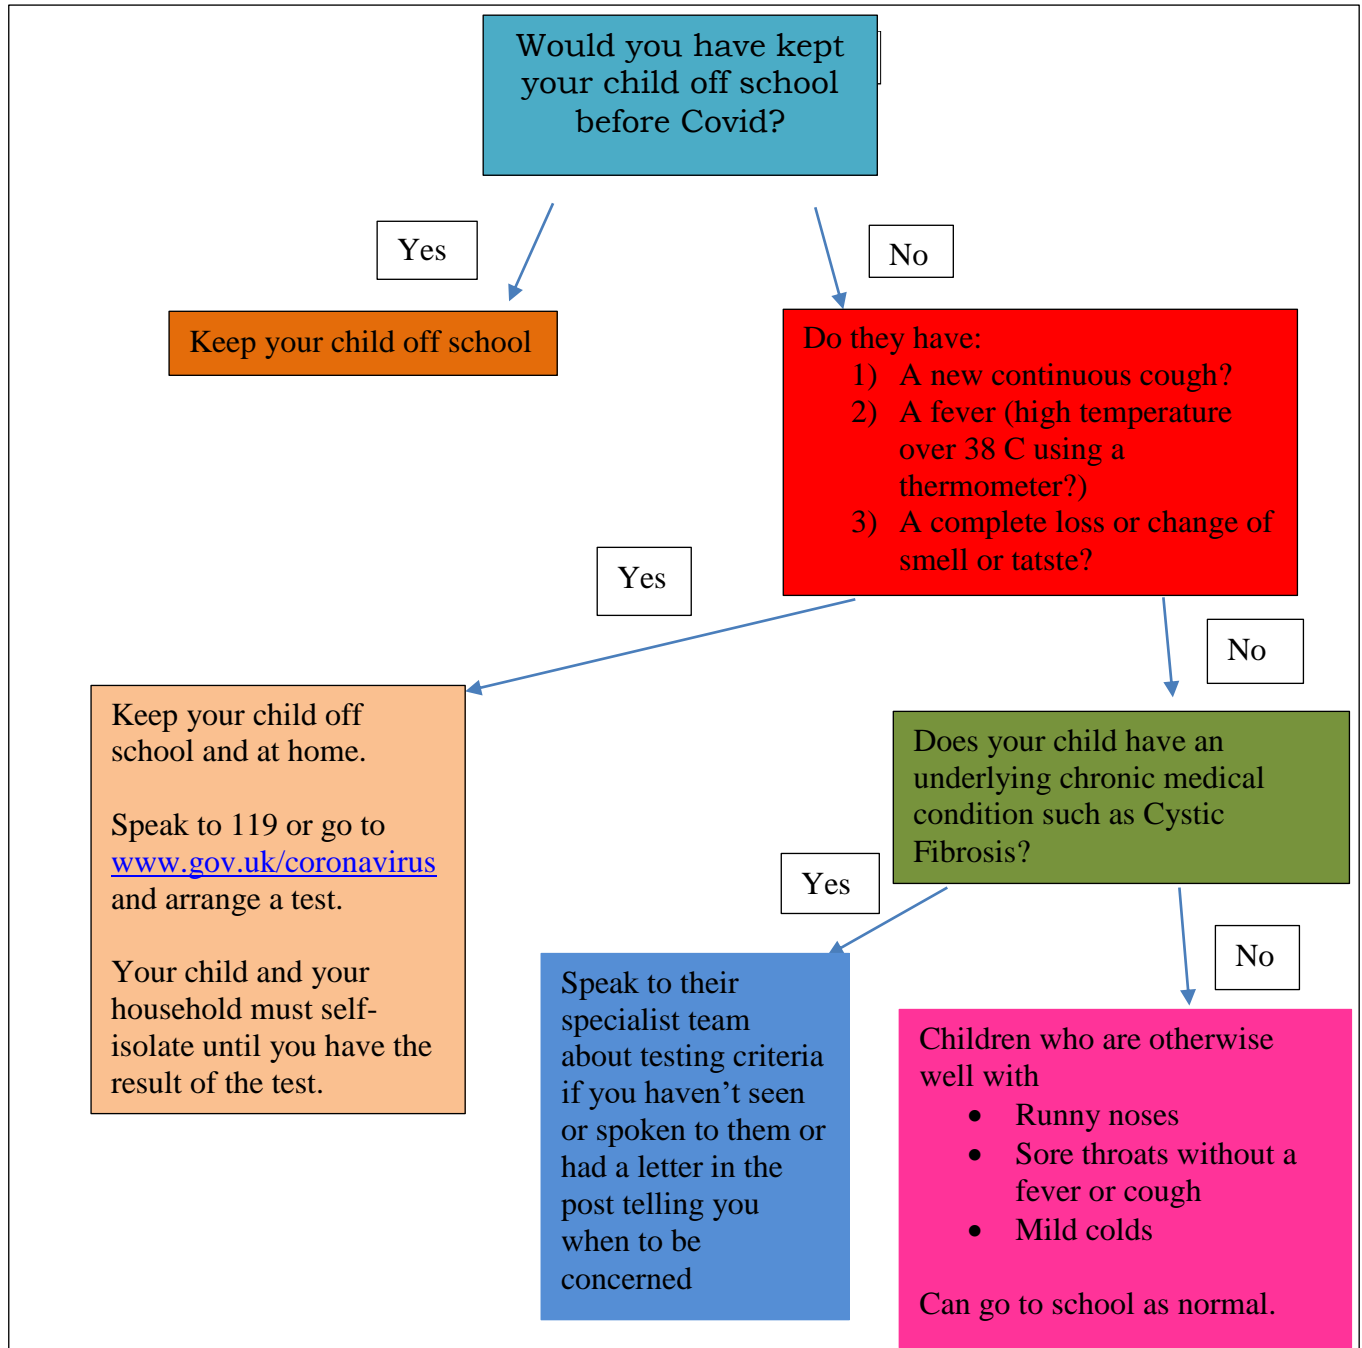 Would you have kept
your child off school
before Covid?
Yes
No
Keep your child off school
Do they have:
1) A new continuous cough?
2) A fever (high temperature
over 38 C using a
thermometer?)
3) A complete loss or change of
smell or tatste?
Yes
No
Keep your child off
school and at home.
Speak to 119 or go to
www.gov.uk/coronavirus
and arrange a test.
Your child and your
household must self-
isolate until you have the
result of the test.
Does your child have an
underlying chronic medical
condition such as Cystic
Fibrosis?
Yes
No
Speak to their
specialist team
about testing criteria
if you haven’t seen
or spoken to them or
had a letter in the
post telling you
when to be
concerned
Children who are otherwise
well with
• Runny noses
• Sore throats without a
fever or cough
• Mild colds
Can go to school as normal.